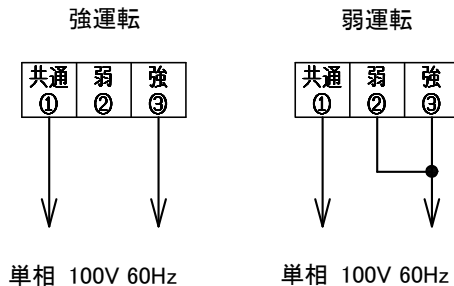 強運転
弱運転
共通 弱 強
① ② ③
共通 弱 強
① ② ③
単相 100V 60Hz
単相 100V 60Hz